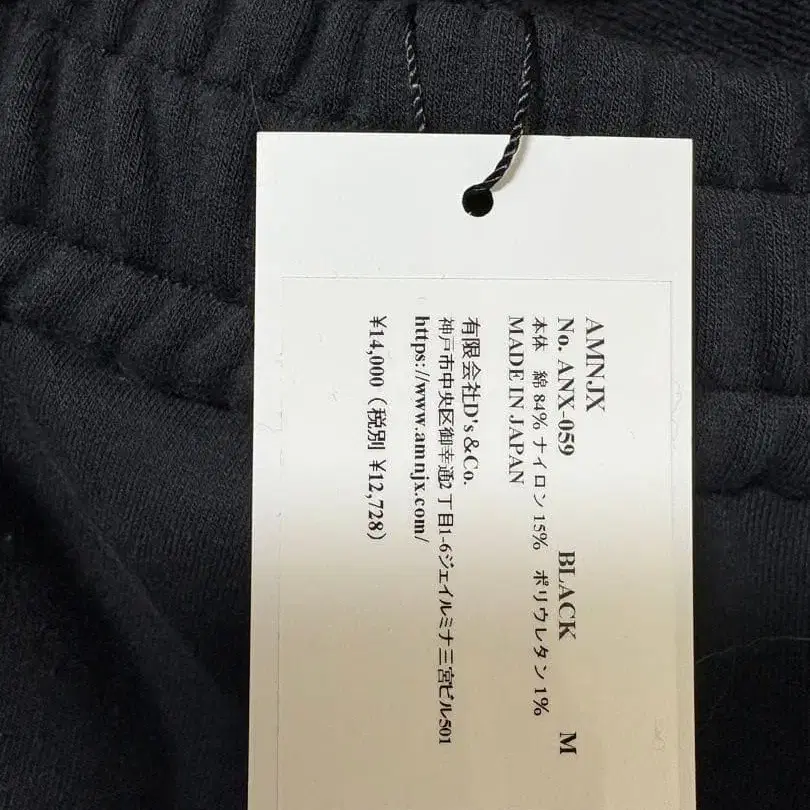 AMNJX
No. ANX-059 BLACK M
本体 綿 84% ナイロン 15% ポリウレタン 1%
MADE IN JAPAN
有限会社D's&Co.
神戸市中央区御幸通2丁目1-6ジェイルミナ三宮ビル501
https://www.amnjx.com/
¥14,000（税別 ¥12,728）